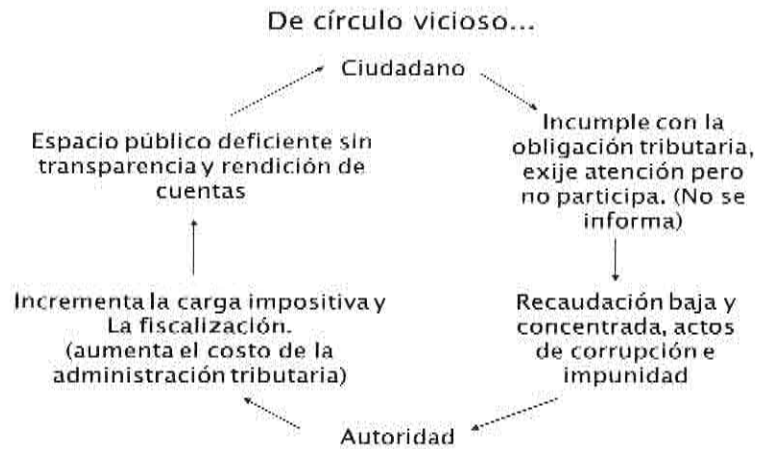 De círculo vicioso...
Ciudadano
Incumple con la
obligación tributaria,
exije atención pero
no participa. (No se
informa)
Recaudación baja y
concentrada, actos
de corrupción e
impunidad
Autoridad
Incrementa la carga impositiva y
La fiscalización.
(aumenta el costo de la
administración tributaria)
Espacio público deficiente sin
transparencia y rendición de
cuentas